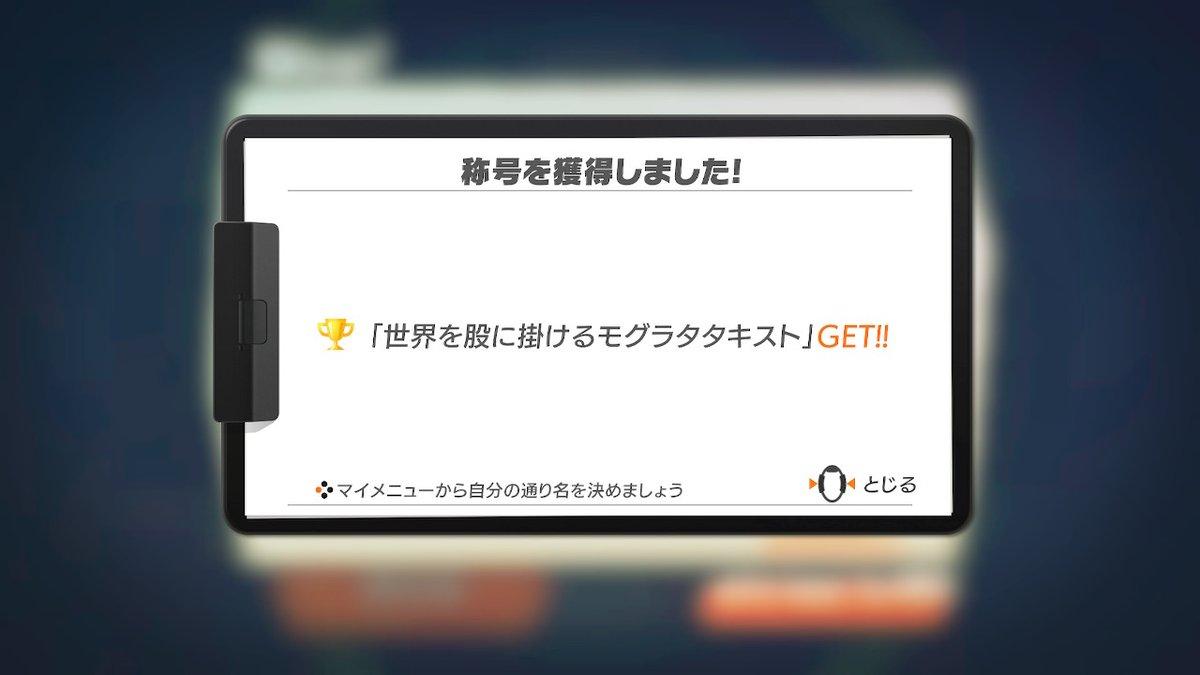 称号を獲得しました!
「世界を股に掛けるモグラタタキスト」GET!!
マイメニューから自分の通り名を決めましょう
とじる